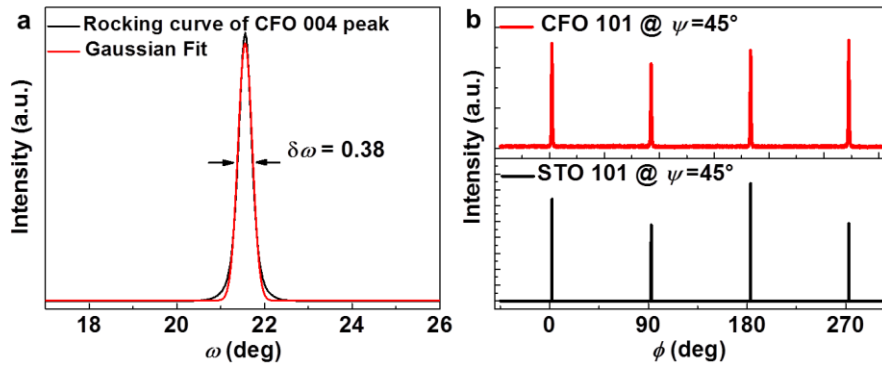 a
Rocking curve of CFO 004 peak
Gaussian Fit
δω = 0.38
Intensity (a.u.)
18 20 22 24 26
ω (deg)
b
CFO 101 @ ψ=45°
STO 101 @ ψ=45°
Intensity (a.u.)
0 90 180 270
ϕ (deg)